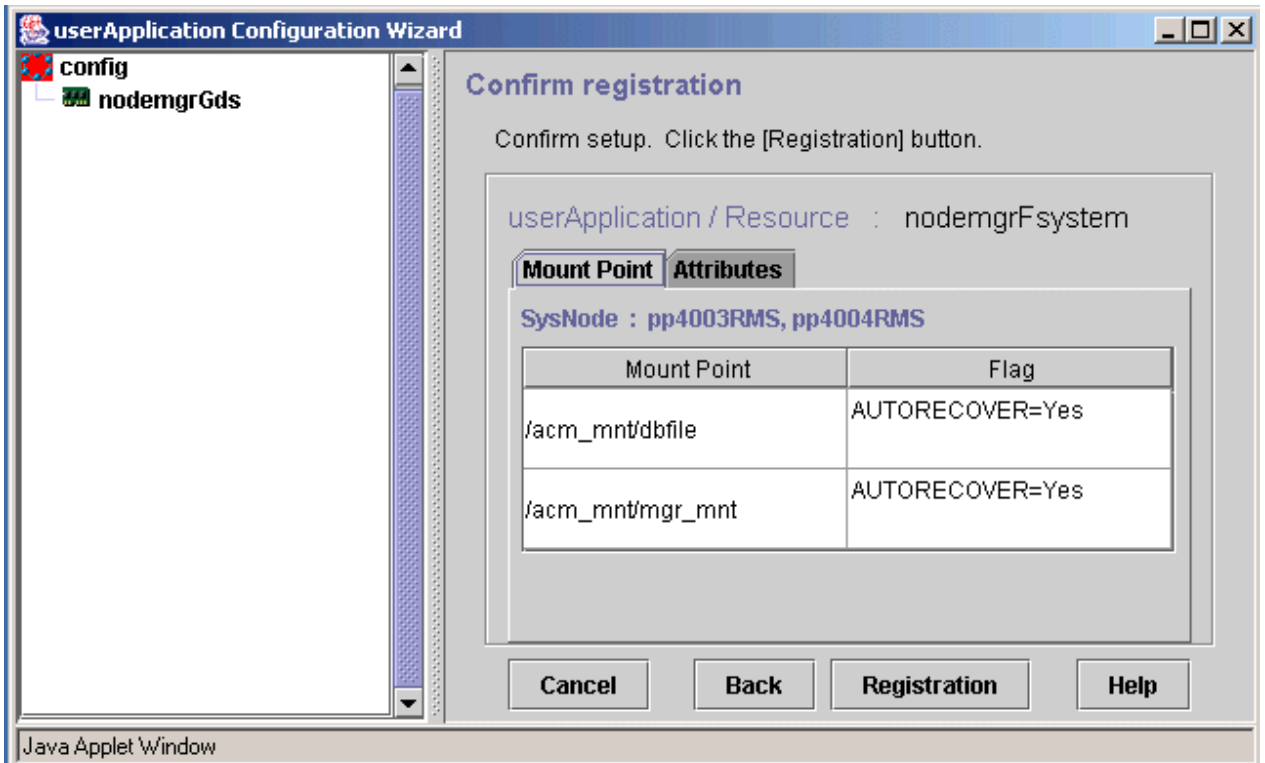 userApplication Configuration Wizard
config
nodemgrGds
Confirm registration
Confirm setup. Click the [Registration] button.
userApplication / Resource : nodemgrFsystem
Mount Point Attributes
SysNode : pp4003RMS, pp4004RMS
Mount Point Flag
/acm_mnt/dbfile AUTORECOVER=Yes
/acm_mnt/mgr_mnt AUTORECOVER=Yes
Cancel Back Registration Help
Java Applet Window